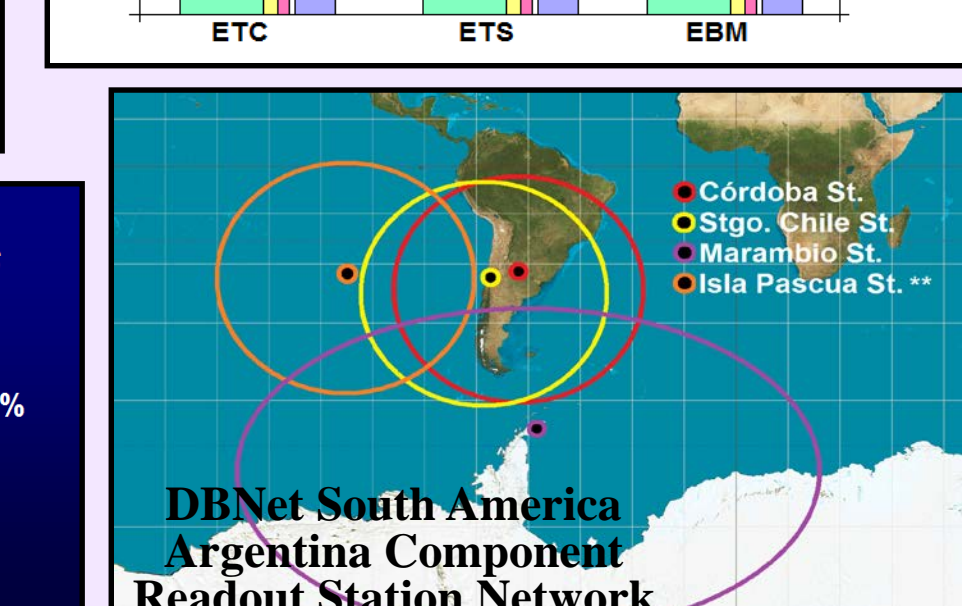 ETC ETS EBM
%
Córdoba St.
Stgo. Chile St.
Marambio St.
Isla Pascua St. **
DBNet South America
Argentina Component
Readout Station Network